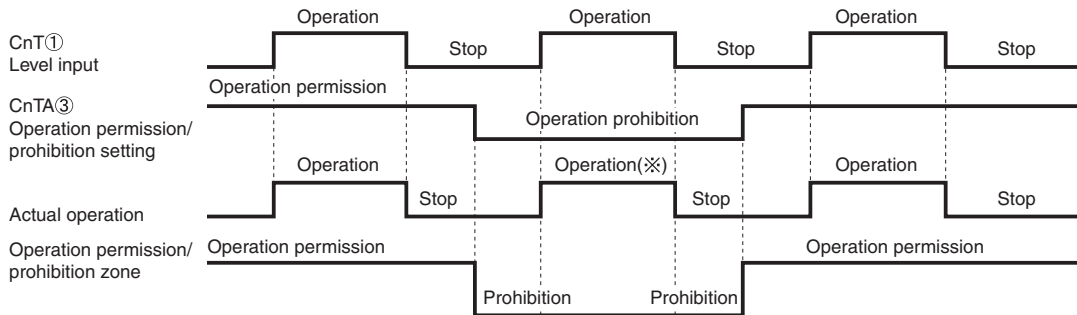 Operation Operation Operation
CnT① Stop Stop Stop
Level input
Operation permission
CnTA③
Operation permission/ Operation prohibition
prohibition setting
Operation Operation(※) Operation
Stop Stop Stop
Actual operation
Operation permission/ Operation permission Operation permission
prohibition zone
Prohibition Prohibition